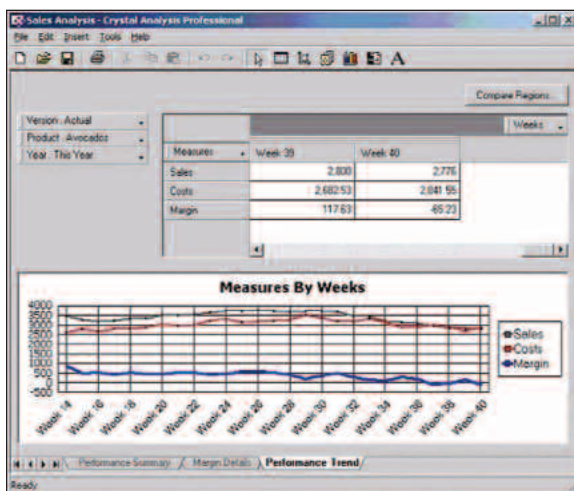 Sales Analysis - Crystal Analysis Professional
File Edit Insert Tools Help
A
Compare Regions...
Version : Actual
Product : Avocados
Year : This Year
Weeks
Measures Week 39 Week 40
Sales 2,800 2,776
Costs 2,682.53 2,841.55
Margin 117.63 -65.23
Measures By Weeks
4000
3500
3000
2500
2000
1500
1000
500
0
-500
Sales
Costs
Margin
Week 14 Week 16 Week 18 Week 20 Week 22 Week 24 Week 26 Week 28 Week 30 Week 32 Week 34 Week 36 Week 38 Week 40
Performance Summary Margin Details Performance Trend
Ready